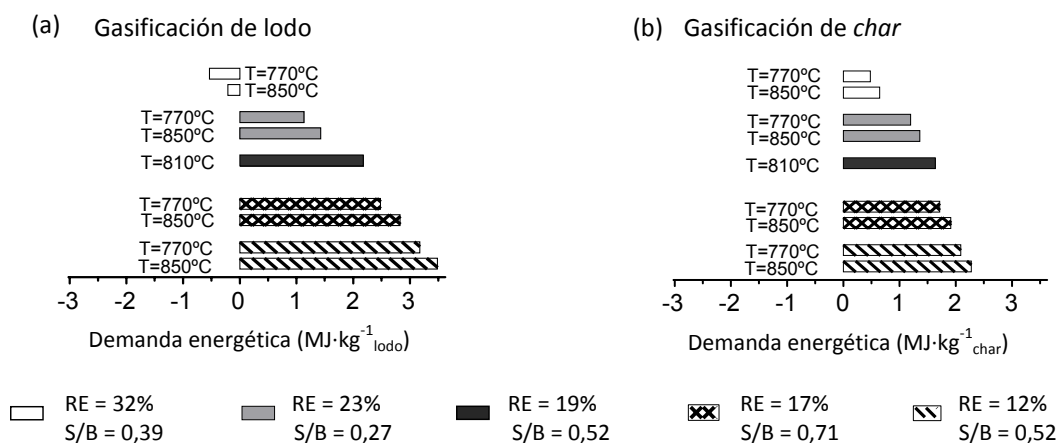 (a) Gasificación de lodo
T=770ºC
T=850ºC
T=770ºC
T=850ºC
T=810ºC
T=770ºC
T=850ºC
T=770ºC
T=850ºC
-3 -2 -1 0 1 2 3
Demanda energética (MJ·kg⁻¹lodo)
(b) Gasificación de char
T=770ºC
T=850ºC
T=770ºC
T=850ºC
T=810ºC
T=770ºC
T=850ºC
T=770ºC
T=850ºC
-3 -2 -1 0 1 2 3
Demanda energética (MJ·kg⁻¹char)
RE = 32%
S/B = 0,39
RE = 23%
S/B = 0,27
RE = 19%
S/B = 0,52
RE = 17%
S/B = 0,71
RE = 12%
S/B = 0,52